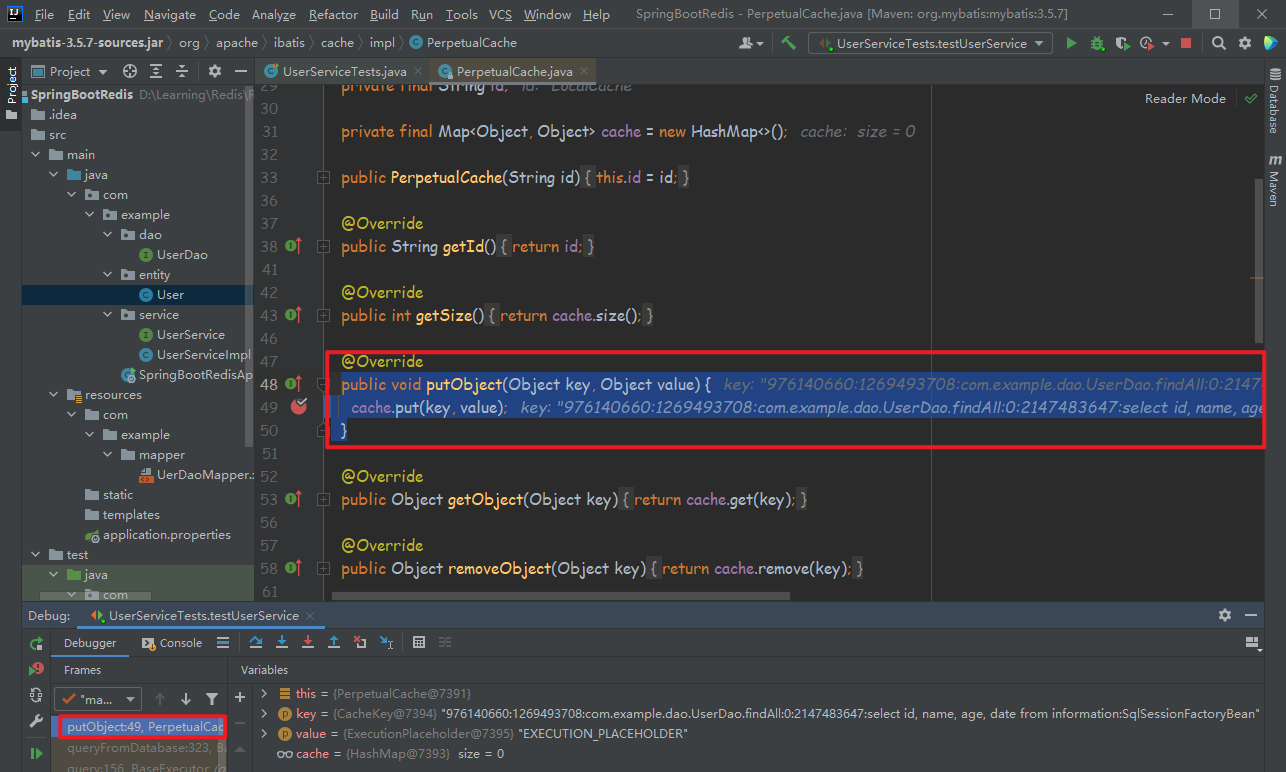 File Edit View Navigate Code Analyze Refactor Build Run Tools VCS Window Help SpringBootRedis - PerpetualCache.java [Maven: org.mybatis:mybatis:3.5.7]
mybatis-3.5.7-sources.jar org apache ibatis cache impl PerpetualCache UserServiceTests.testUserService
Project
Project
UserServiceTests.java PerpetualCache.java
SpringBootRedis D:\Learning\Redis\R
.idea
src
main
java
com
example
dao
UserDao
entity
User
service
UserService
UserServiceImpl
SpringBootRedisAp
resources
com
example
mapper
UerDaoMapper.
static
templates
application.properties
test
java
com
Reader Mode
Database
Maven
29 private final String id; id: "LocalCache"
30
31 private final Map<Object, Object> cache = new HashMap<>(); cache: size = 0
32
33 public PerpetualCache(String id) { this.id = id; }
36
37 @Override
38 public String getId() { return id; }
41
42 @Override
43 public int getSize() { return cache.size(); }
46
47 @Override
48 public void putObject(Object key, Object value) { key: "976140660:1269493708:com.example.dao.UserDao.findAll:0:2147
49 cache.put(key, value); key: "976140660:1269493708:com.example.dao.UserDao.findAll:0:2147483647:select id, name, age
50 }
51
52 @Override
53 public Object getObject(Object key) { return cache.get(key); }
56
57 @Override
58 public Object removeObject(Object key) { return cache.remove(key); }
61
Debug: UserServiceTests.testUserService
Debugger Console
Frames
Variables
"ma...
putObject:49, PerpetualCac
queryFromDatabase:323, Ba
query:156, BaseExecutor (
this = {PerpetualCache@7391}
key = {CacheKey@7394} "976140660:1269493708:com.example.dao.UserDao.findAll:0:2147483647:select id, name, age, date from information:SqlSessionFactoryBean"
value = {ExecutionPlaceholder@7395} "EXECUTION_PLACEHOLDER"
cache = {HashMap@7393} size = 0